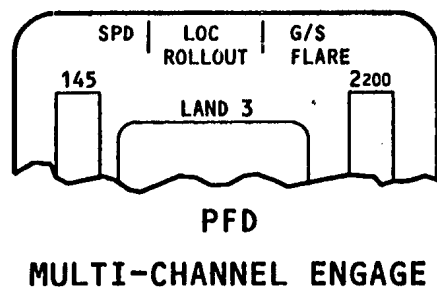 SPD LOC G/S
ROLLOUT FLARE
145 2200
LAND 3
PFD
MULTI-CHANNEL ENGAGE